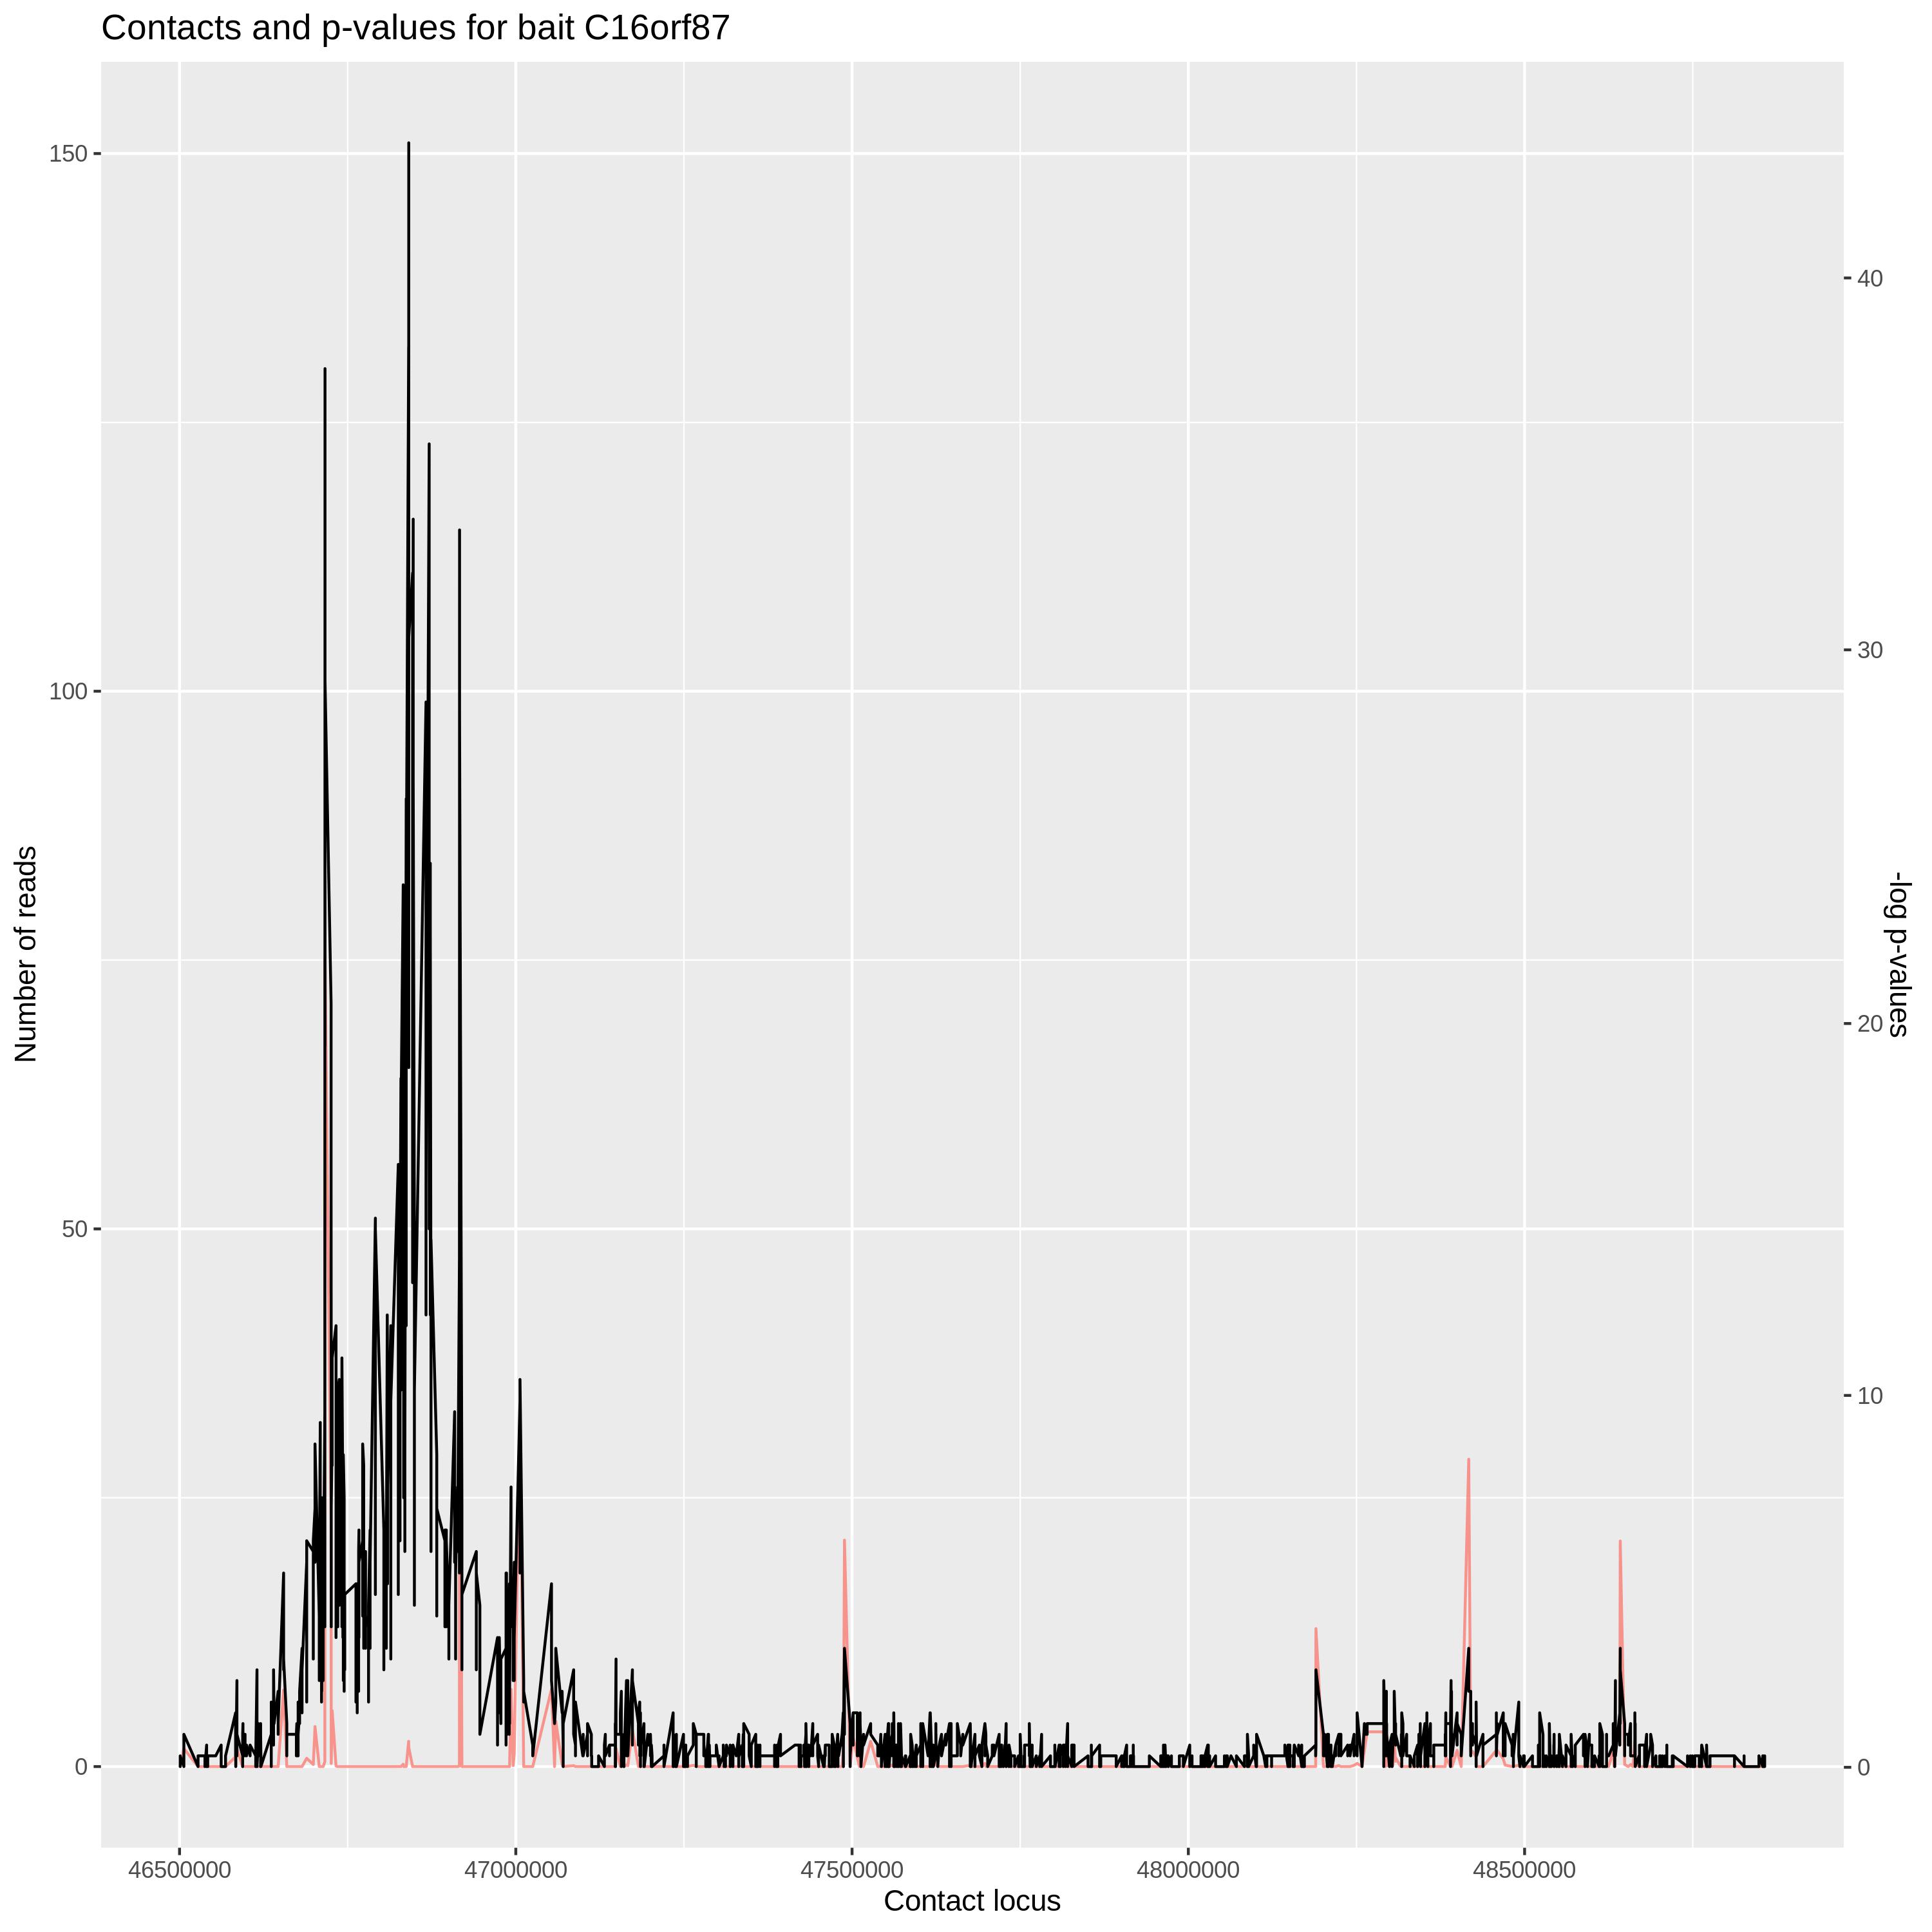 Contacts and p-values for bait C16orf87
150
100
50
0
Number of reads
40
30
20
10
0
-log p-values
46500000 47000000 47500000 48000000 48500000
Contact locus